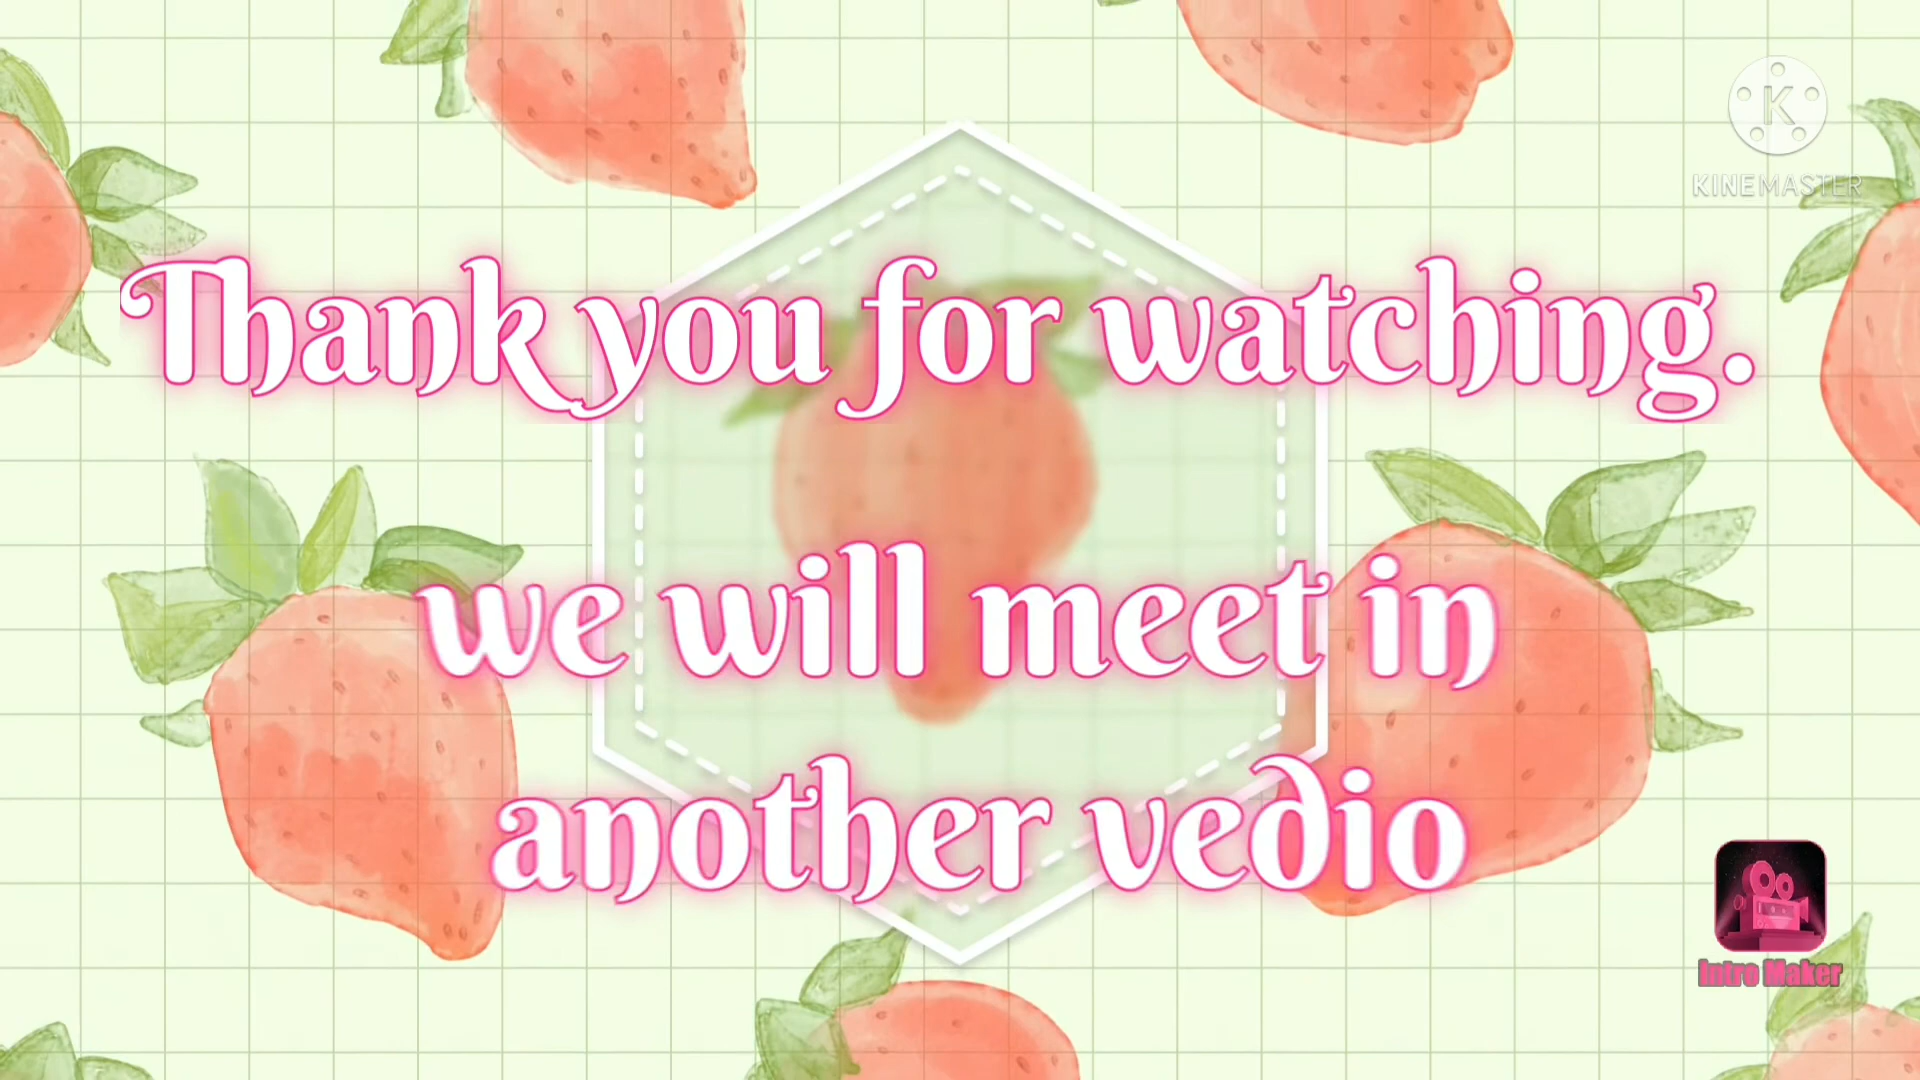 K
KINEMASTER
Thank you for watching.
we will meet in
another vedio
Intro Maker